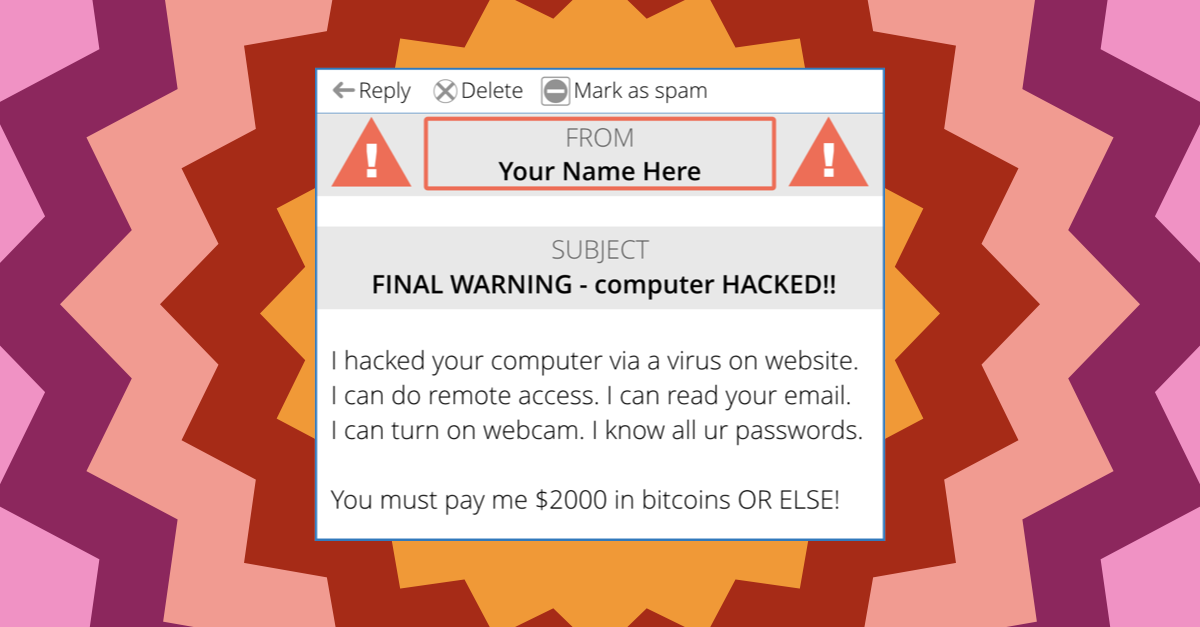 Reply Delete Mark as spam
FROM
Your Name Here
SUBJECT
FINAL WARNING - computer HACKED!!
I hacked your computer via a virus on website.
I can do remote access. I can read your email.
I can turn on webcam. I know all ur passwords.
You must pay me $2000 in bitcoins OR ELSE!